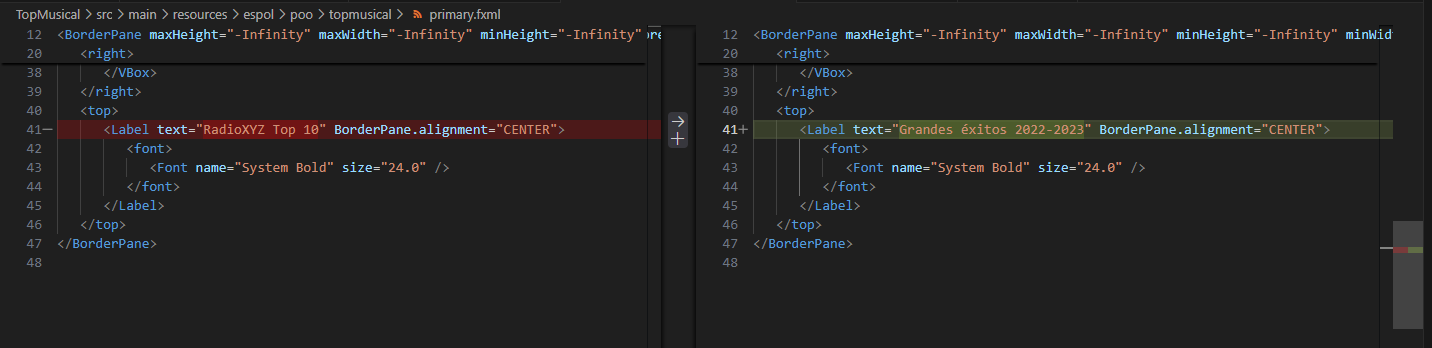 TopMusical > src > main > resources > espol > poo > topmusical > primary.fxml
12 <BorderPane maxHeight="-Infinity" maxWidth="-Infinity" minHeight="-Infinity"
20 <right>
38 </VBox>
39 </right>
40 <top>
41− <Label text="RadioXYZ Top 10" BorderPane.alignment="CENTER">
42 <font>
43 <Font name="System Bold" size="24.0" />
44 </font>
45 </Label>
46 </top>
47 </BorderPane>
48
12 <BorderPane maxHeight="-Infinity" maxWidth="-Infinity" minHeight="-Infinity" minWid
20 <right>
38 </VBox>
39 </right>
40 <top>
41+ <Label text="Grandes éxitos 2022-2023" BorderPane.alignment="CENTER">
42 <font>
43 <Font name="System Bold" size="24.0" />
44 </font>
45 </Label>
46 </top>
47 </BorderPane>
48